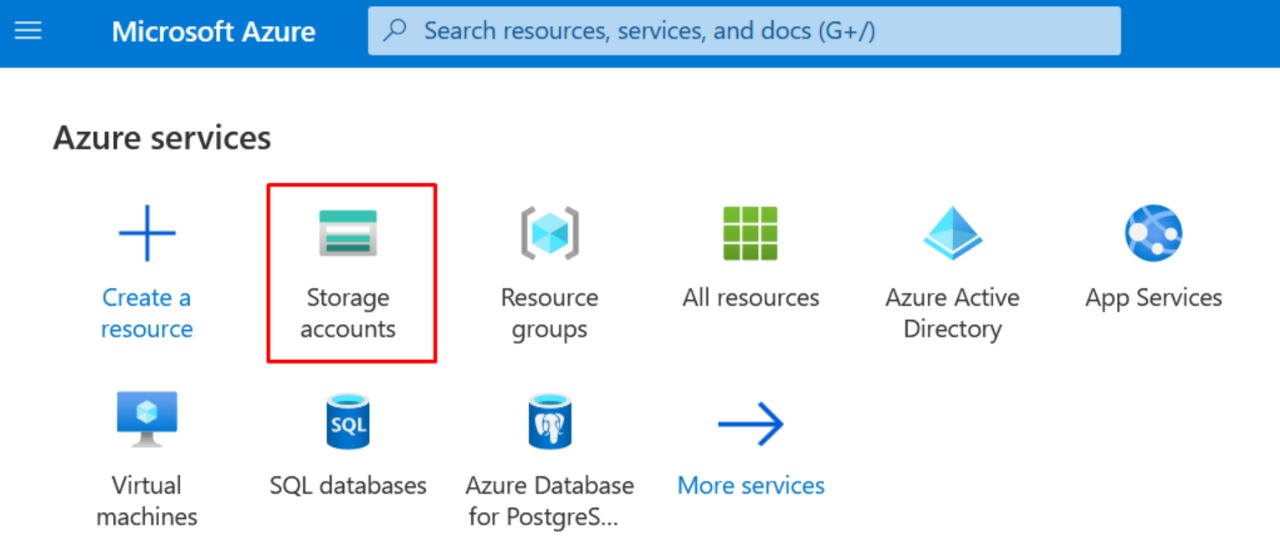 Microsoft Azure
Search resources, services, and docs (G+/)
Azure services
Create a
resource
Storage
accounts
Resource
groups
All resources
Azure Active
Directory
App Services
Virtual
machines
SQL
SQL databases
Azure Database
for PostgreS...
More services